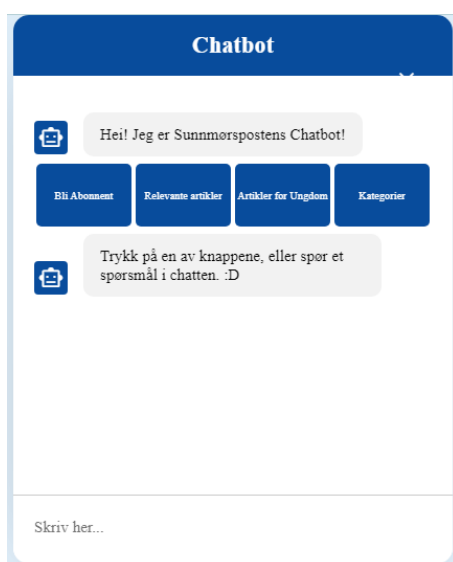 Chatbot
Hei! Jeg er Sunnmørspostens Chatbot!
Bli Abonnent
Relevante artikler
Artikler for Ungdom
Kategorier
Trykk på en av knappene, eller spør et
spørsmål i chatten. :D
Skriv her...